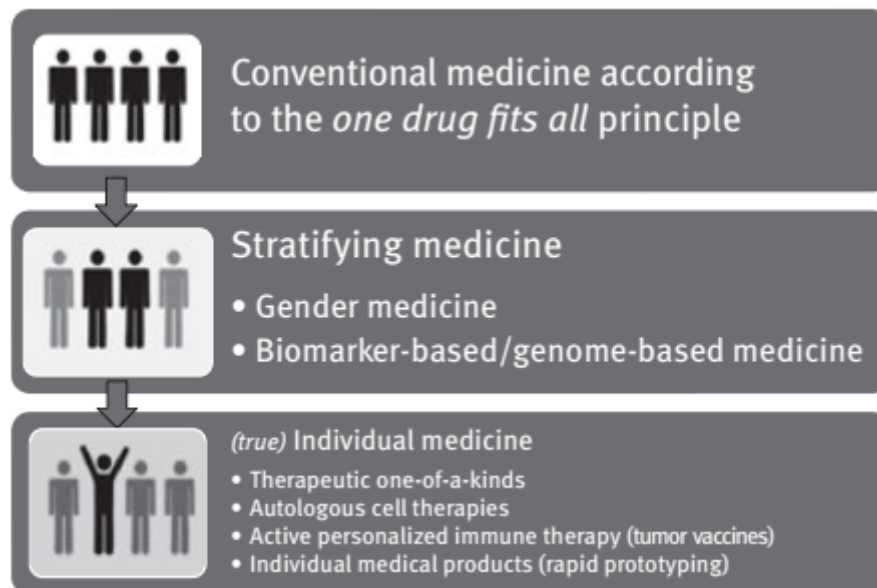 Conventional medicine according
to the one drug fits all principle
Stratifying medicine
• Gender medicine
• Biomarker-based/genome-based medicine
(true) Individual medicine
• Therapeutic one-of-a-kinds
• Autologous cell therapies
• Active personalized immune therapy (tumor vaccines)
• Individual medical products (rapid prototyping)